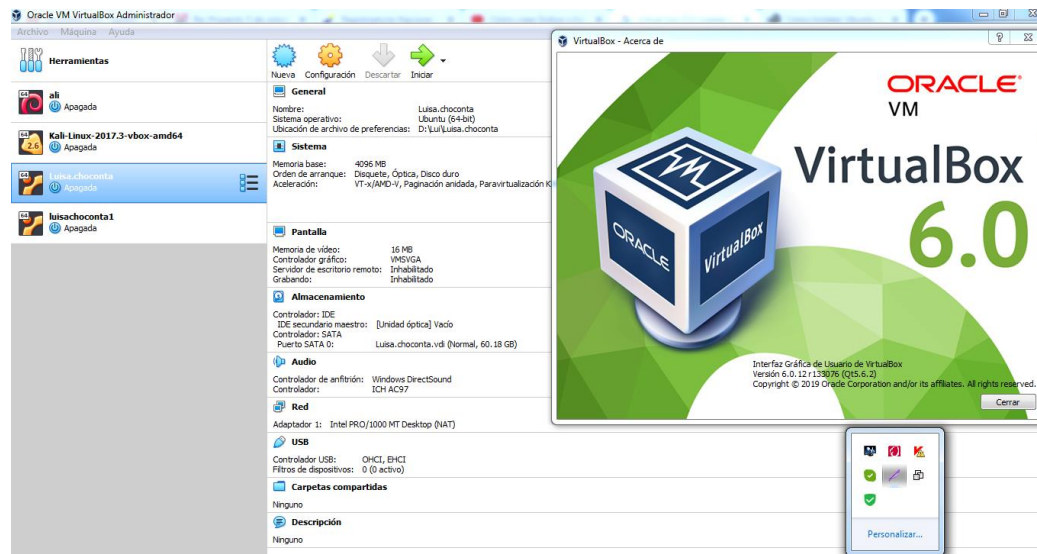 Oracle VM VirtualBox Administrador
Archivo Máquina Ayuda
Herramientas
64
ali
Apagada
64
2.6
Kali-Linux-2017.3-vbox-amd64
Apagada
64
Luisa.choconta
Apagada
64
luisachoconta1
Apagada
Nueva Configuración Descartar Iniciar
General
Nombre: Luisa.choconta
Sistema operativo: Ubuntu (64-bit)
Ubicación de archivo de preferencias: D:\Lui\Luisa.choconta
Sistema
Memoria base: 4096 MB
Orden de arranque: Disquete, Óptica, Disco duro
Aceleración: VT-x/AMD-V, Paginación anidada, Paravirtualización K
Pantalla
Memoria de vídeo: 16 MB
Controlador gráfico: VMSVGA
Servidor de escritorio remoto: Inhabilitado
Grabando: Inhabilitado
Almacenamiento
Controlador: IDE
IDE secundario maestro: [Unidad óptica] Vacío
Controlador: SATA
Puerto SATA 0: Luisa.choconta.vdi (Normal, 60.18 GB)
Audio
Controlador de anfitrión: Windows DirectSound
Controlador: ICH AC97
Red
Adaptador 1: Intel PRO/1000 MT Desktop (NAT)
USB
Controlador USB: OHCI, EHCI
Filtros de dispositivos: 0 (0 activo)
Carpetas compartidas
Ninguno
Descripción
Ninguno
VirtualBox - Acerca de
ORACLE
VM
VirtualBox
6.0
ORACLE
VirtualBox
Interfaz Gráfica de Usuario de VirtualBox
Versión 6.0.12 r133076 (Qt5.6.2)
Copyright © 2019 Oracle Corporation and/or its affiliates. All rights reserved.
Cerrar
Personalizar...